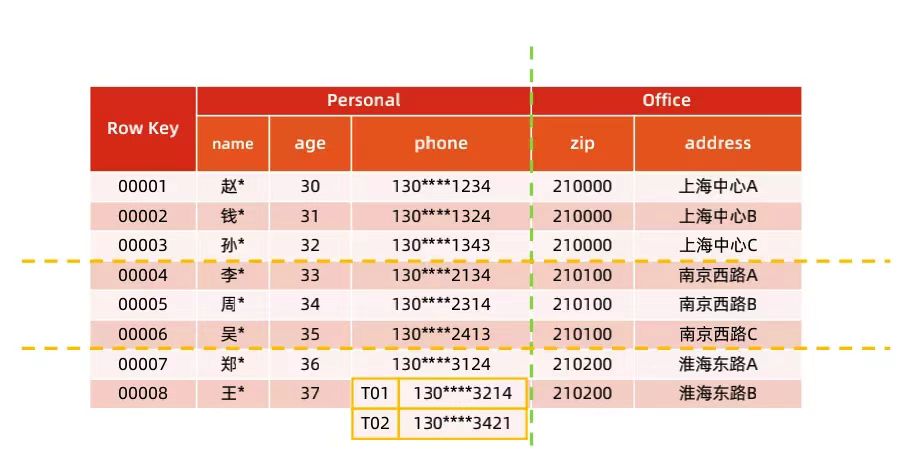 Personal Office
Row Key
name age phone zip address
00001 赵* 30 130****1234 210000 上海中心A
00002 钱* 31 130****1324 210000 上海中心B
00003 孙* 32 130****1343 210000 上海中心C
00004 李* 33 130****2134 210100 南京西路A
00005 周* 34 130****2314 210100 南京西路B
00006 吴* 35 130****2413 210100 南京西路C
00007 郑* 36 130****3124 210200 淮海东路A
00008 王* 37 T01 130****3214 210200 淮海东路B
T02 130****3421